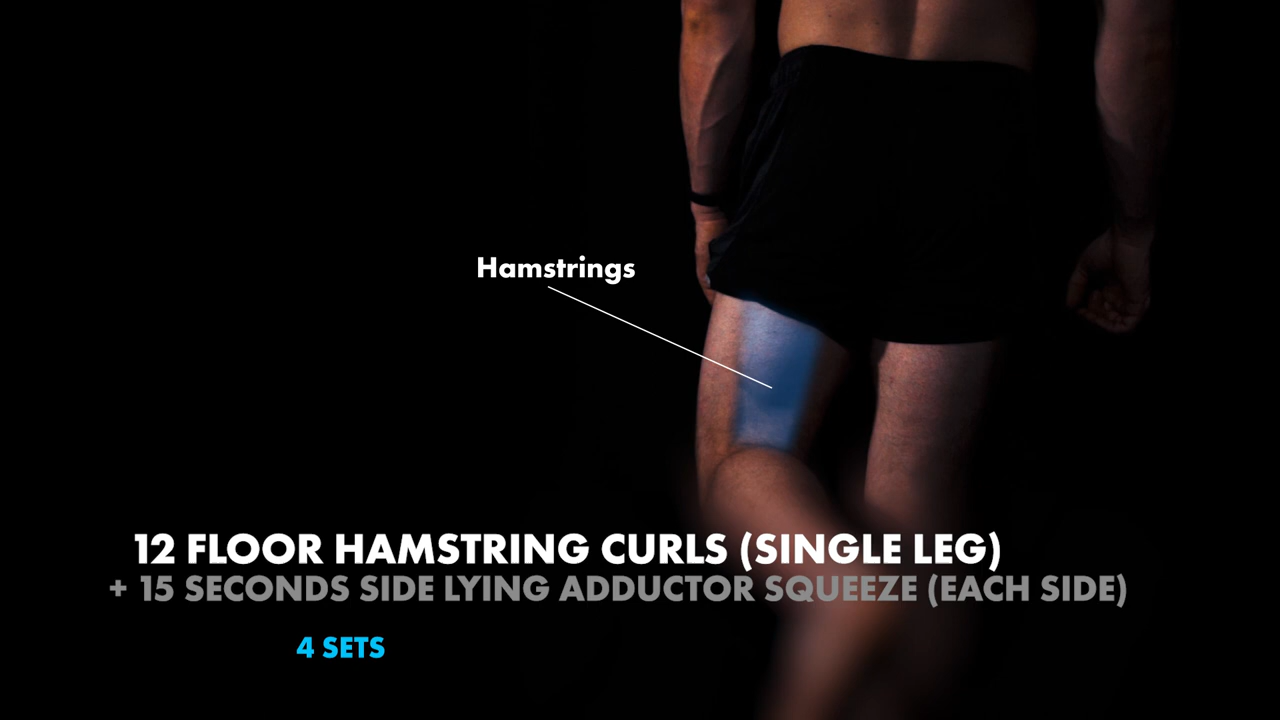 Hamstrings
12 FLOOR HAMSTRING CURLS (SINGLE LEG)
+ 15 SECONDS SIDE LYING ADDUCTOR SQUEEZE (EACH SIDE)
4 SETS